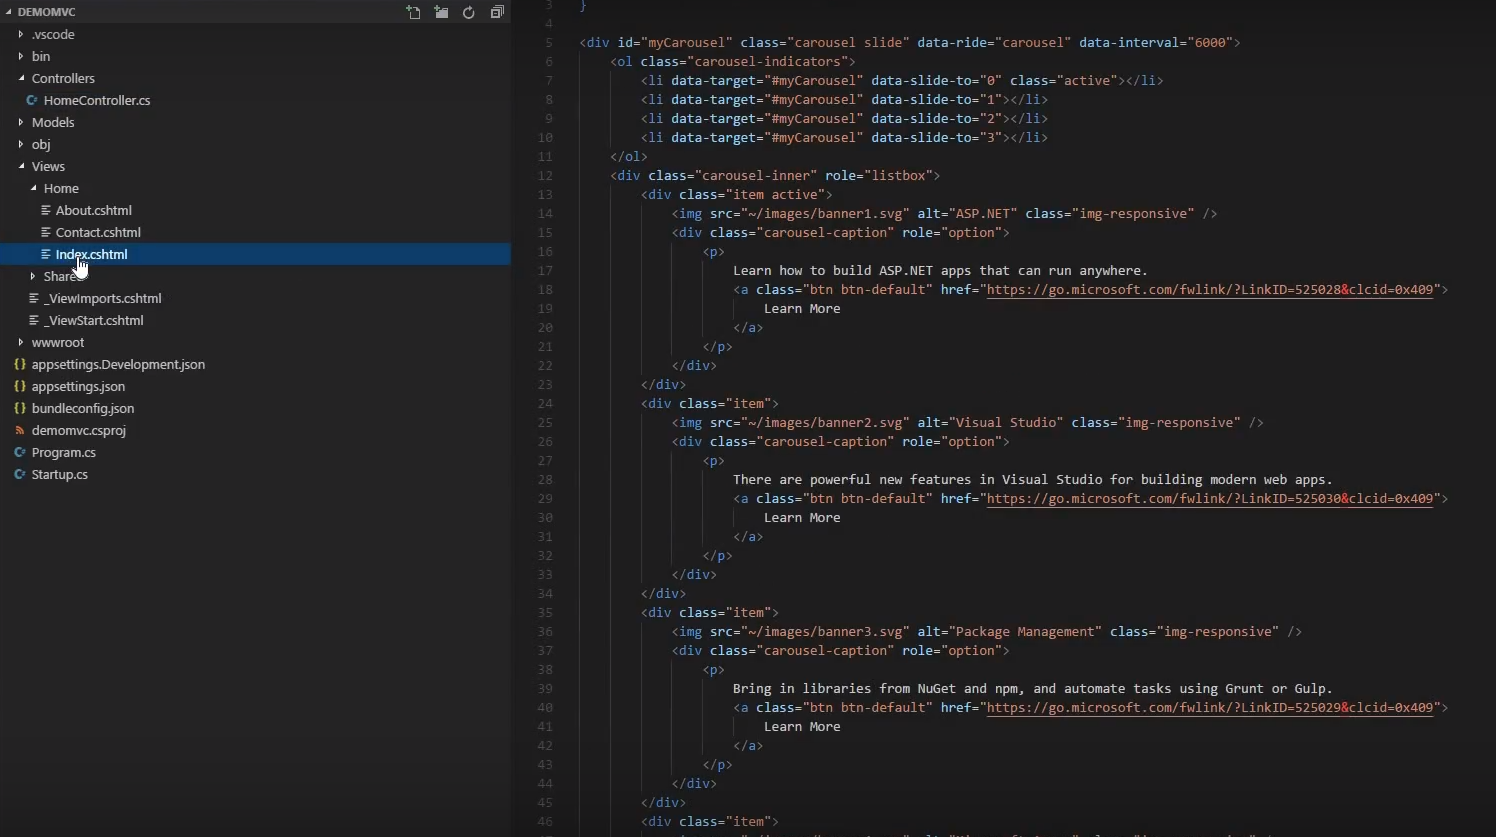 DEMOMVC
.vscode
bin
Controllers
HomeController.cs
Models
obj
Views
Home
About.cshtml
Contact.cshtml
Index.cshtml
_ViewImports.cshtml
_ViewStart.cshtml
wwwroot
appsettings.Development.json
appsettings.json
bundleconfig.json
demomvc.csproj
Program.cs
Startup.cs
3 }
4
5 <div id="myCarousel" class="carousel slide" data-ride="carousel" data-interval="6000">
6 <ol class="carousel-indicators">
7 <li data-target="#myCarousel" data-slide-to="0" class="active"></li>
8 <li data-target="#myCarousel" data-slide-to="1"></li>
9 <li data-target="#myCarousel" data-slide-to="2"></li>
10 <li data-target="#myCarousel" data-slide-to="3"></li>
11 </ol>
12 <div class="carousel-inner" role="listbox">
13 <div class="item active">
14 <img src="~/images/banner1.svg" alt="ASP.NET" class="img-responsive" />
15 <div class="carousel-caption" role="option">
16 <p>
17 Learn how to build ASP.NET apps that can run anywhere.
18 <a class="btn btn-default" href="https://go.microsoft.com/fwlink/?LinkID=525028&clcid=0x409">
19 Learn More
20 </a>
21 </p>
22 </div>
23 </div>
24 <div class="item">
25 <img src="~/images/banner2.svg" alt="Visual Studio" class="img-responsive" />
26 <div class="carousel-caption" role="option">
27 <p>
28 There are powerful new features in Visual Studio for building modern web apps.
29 <a class="btn btn-default" href="https://go.microsoft.com/fwlink/?LinkID=525030&clcid=0x409">
30 Learn More
31 </a>
32 </p>
33 </div>
34 </div>
35 <div class="item">
36 <img src="~/images/banner3.svg" alt="Package Management" class="img-responsive" />
37 <div class="carousel-caption" role="option">
38 <p>
39 Bring in libraries from NuGet and npm, and automate tasks using Grunt or Gulp.
40 <a class="btn btn-default" href="https://go.microsoft.com/fwlink/?LinkID=525029&clcid=0x409">
41 Learn More
42 </a>
43 </p>
44 </div>
45 </div>
46 <div class="item">